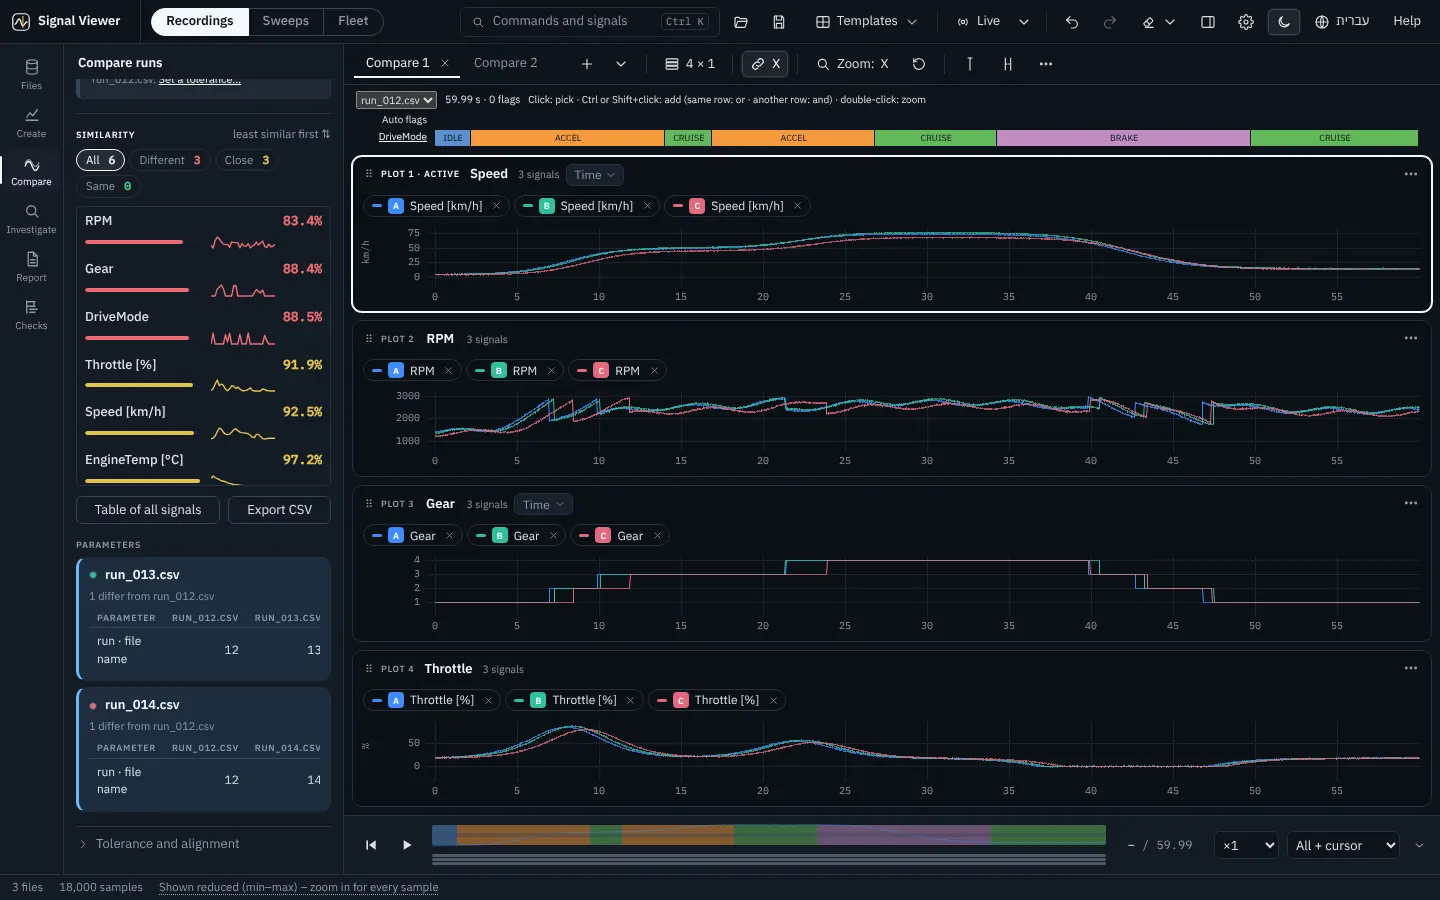 Signal Viewer
Recordings
Sweeps
Fleet
Commands and signals
Ctrl K
Templates
Live
עברית
Help
Files
Create
Compare
Investigate
Report
Checks
Compare runs
run_012.csv. Set a tolerance...
SIMILARITY
least similar first
All 6
Different 3
Close 3
Same 0
RPM 83.4%
Gear 88.4%
DriveMode 88.5%
Throttle [%] 91.9%
Speed [km/h] 92.5%
EngineTemp [°C] 97.2%
Table of all signals
Export CSV
PARAMETERS
run_013.csv
1 differ from run_012.csv
PARAMETER RUN_012.CSV RUN_013.CSV
run · file
name 12 13
run_014.csv
1 differ from run_012.csv
PARAMETER RUN_012.CSV RUN_014.CSV
run · file
name 12 14
Tolerance and alignment
Compare 1
Compare 2
4 × 1
X
Zoom: X
run_012.csv
59.99 s · 0 flags Click: pick · Ctrl or Shift+click: add (same row: or · another row: and) · double-click: zoom
Auto flags
DriveMode
IDLE ACCEL CRUISE ACCEL CRUISE BRAKE CRUISE
PLOT 1 · ACTIVE Speed 3 signals Time
A Speed [km/h] B Speed [km/h] C Speed [km/h]
km/h
75
50
25
0
0 5 10 15 20 25 30 35 40 45 50 55
PLOT 2 RPM 3 signals
A RPM B RPM C RPM
3000
2000
1000
0 5 10 15 20 25 30 35 40 45 50 55
PLOT 3 Gear 3 signals Time
A Gear B Gear C Gear
4
3
2
1
0 5 10 15 20 25 30 35 40 45 50 55
PLOT 4 Throttle 3 signals
A Throttle [%] B Throttle [%] C Throttle [%]
%
50
0
0 5 10 15 20 25 30 35 40 45 50 55
– / 59.99
×1
All + cursor
3 files 18,000 samples Shown reduced (min–max) – zoom in for every sample